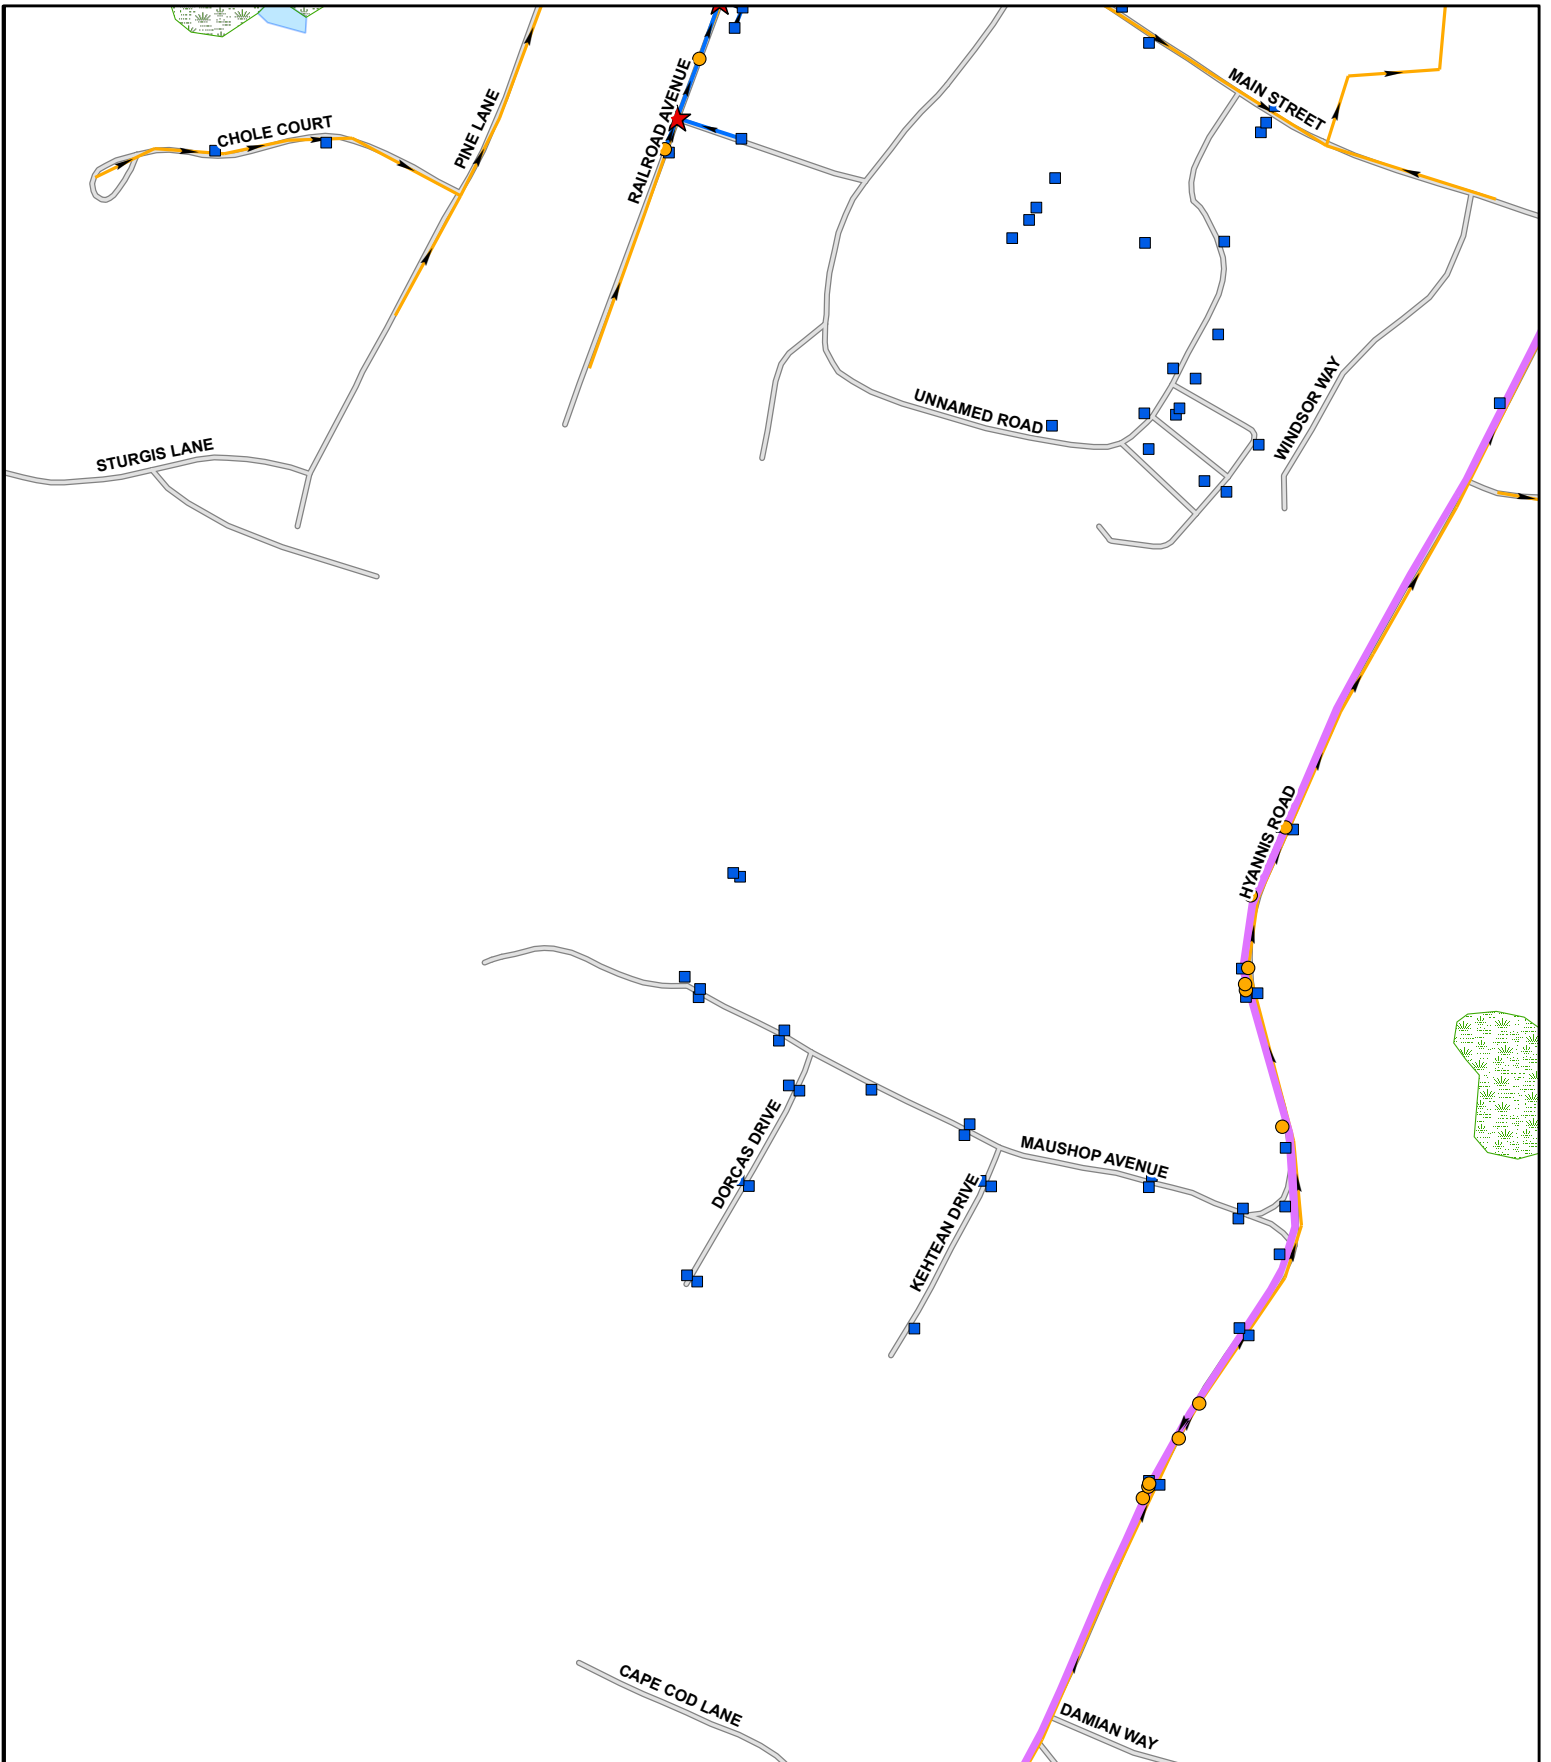 MAIN STREET
CHOLE COURT
PINE LANE
RAILROAD AVENUE
UNNAMED ROAD
WINDSOR WAY
STURGIS LANE
HYANNIS ROAD
DORCAS DRIVE
MAUSHOP AVENUE
KEHTEAN DRIVE
CAPE COD LANE
DAMIAN WAY